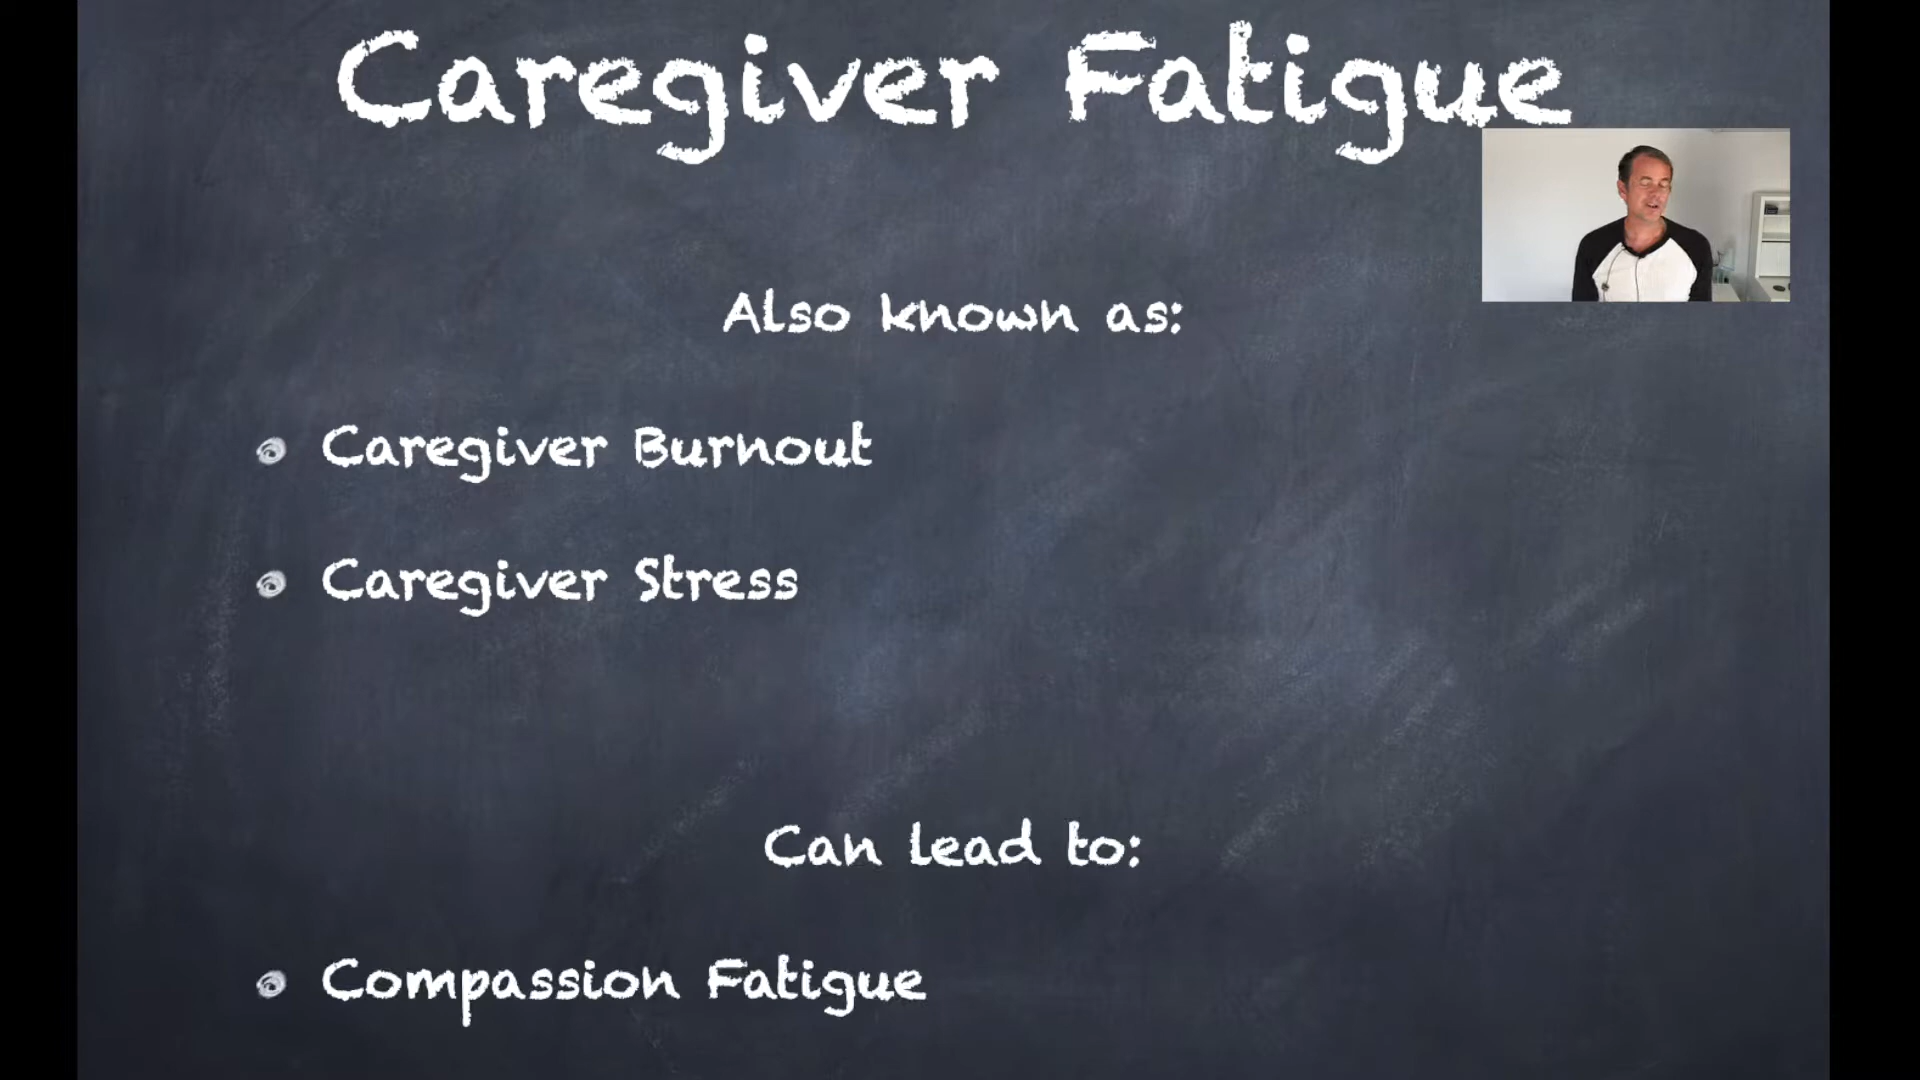 Caregiver Fatigue
Also known as:
Caregiver Burnout
Caregiver Stress
Can lead to:
Compassion Fatigue